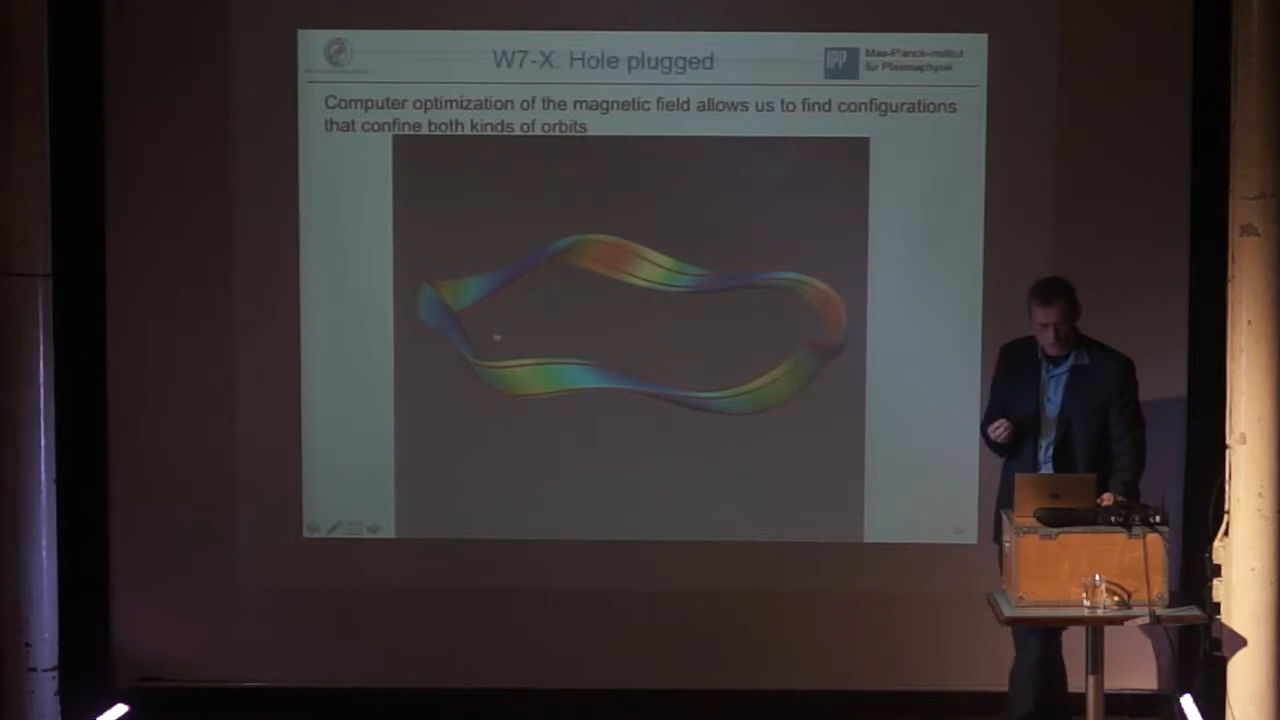 W7-X: Hole plugged
IPP
Max-Planck-Institut
für Plasmaphysik
Computer optimization of the magnetic field allows us to find configurations
that confine both kinds of orbits